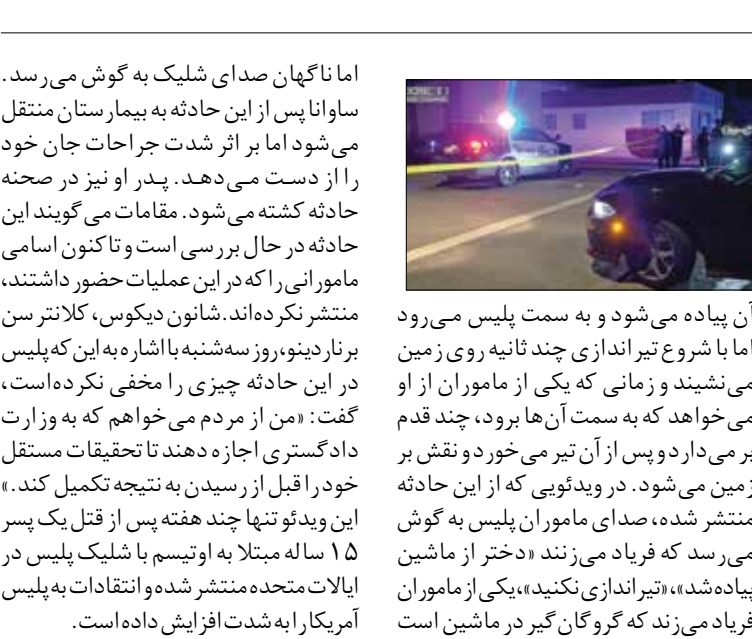 آن پیاده می‌شود و به سمت پلیس می‌رود
اما با شروع تیراندازی چند ثانیه روی زمین
می‌نشیند و زمانی که یکی از ماموران از او
می‌خواهد که به سمت آن‌ها برود، چند قدم
بر می‌دارد و پس از آن تیر می‌خورد و نقش بر
زمین می‌شود. در ویدئویی که از این حادثه
منتشر شده، صدای ماموران پلیس به گوش
می‌رسد که فریاد می‌زنند «دختر از ماشین
پیاده شد»، «تیراندازی نکنید»، یکی از ماموران
فریاد می‌زند که گروگان گیر در ماشین است
اما ناگهان صدای شلیک به گوش می‌رسد.
ساوانا پس از این حادثه به بیمارستان منتقل
می‌شود اما بر اثر شدت جراحات جان خود
را از دست می‌دهد. پدر او نیز در صحنه
حادثه کشته می‌شود. مقامات می گویند این
حادثه در حال بررسی است و تاکنون اسامی
مامورانی را که در این عملیات حضور داشتند،
منتشر نکرده‌اند. شانون دیکوس، کلانتر سن
برناردینو، روز سه‌شنبه با اشاره به این که پلیس
در این حادثه چیزی را مخفی نکرده‌است،
گفت: «من از مردم می‌خواهم که به وزارت
دادگستری اجازه دهند تا تحقیقات مستقل
خود را قبل از رسیدن به نتیجه تکمیل کند.»
این ویدئو تنها چند هفته پس از قتل یک پسر
۱۵ ساله مبتلا به اوتیسم با شلیک پلیس در
ایالات متحده منتشر شده و انتقادات به پلیس
آمریکا را به شدت افزایش داده است.